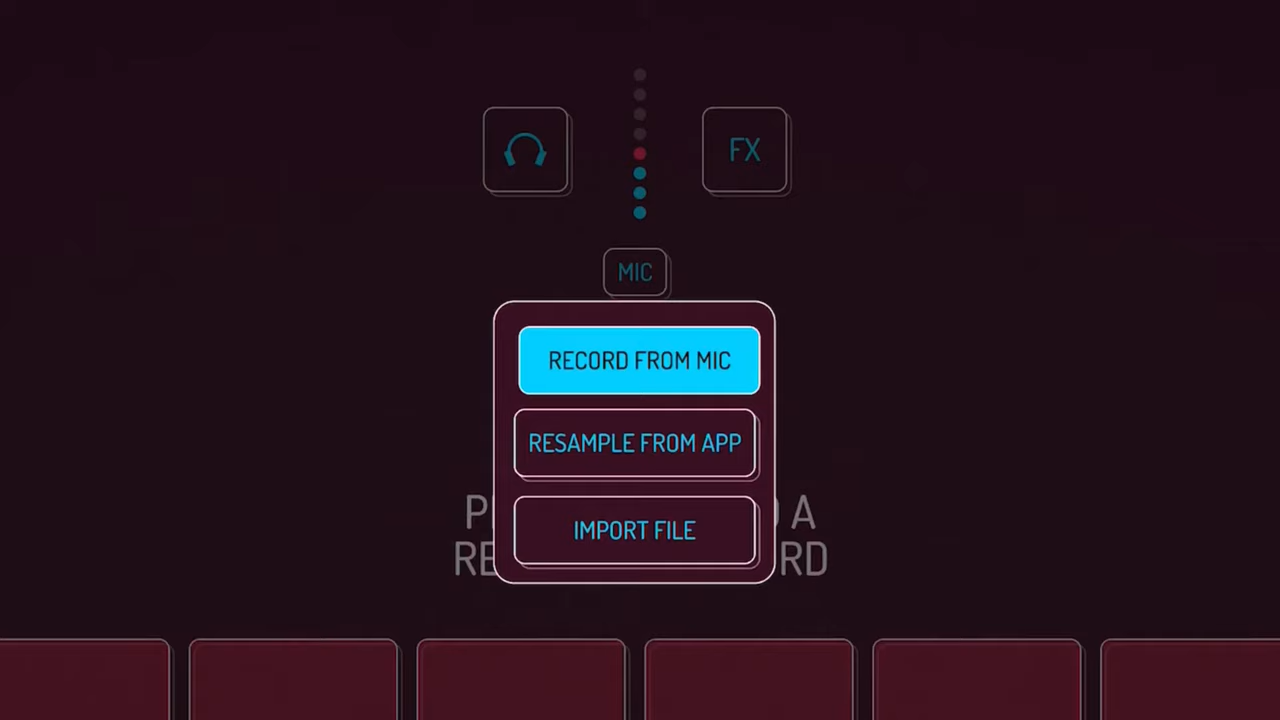 FX
MIC
RECORD FROM MIC
RESAMPLE FROM APP
IMPORT FILE
A